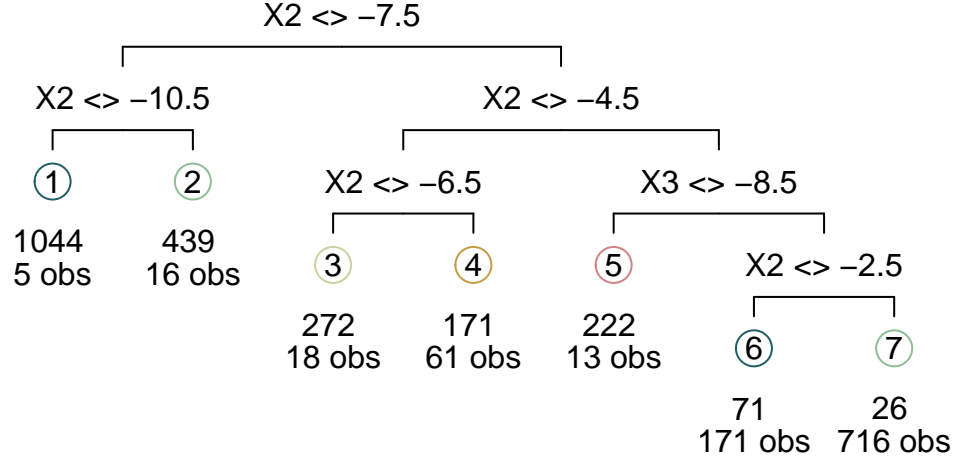 X2 <> −7.5
X2 <> −10.5
X2 <> −4.5
1
2
X2 <> −6.5
X3 <> −8.5
1044
5 obs
439
16 obs
3
4
5
X2 <> −2.5
272
18 obs
171
61 obs
222
13 obs
6
7
71
171 obs
26
716 obs